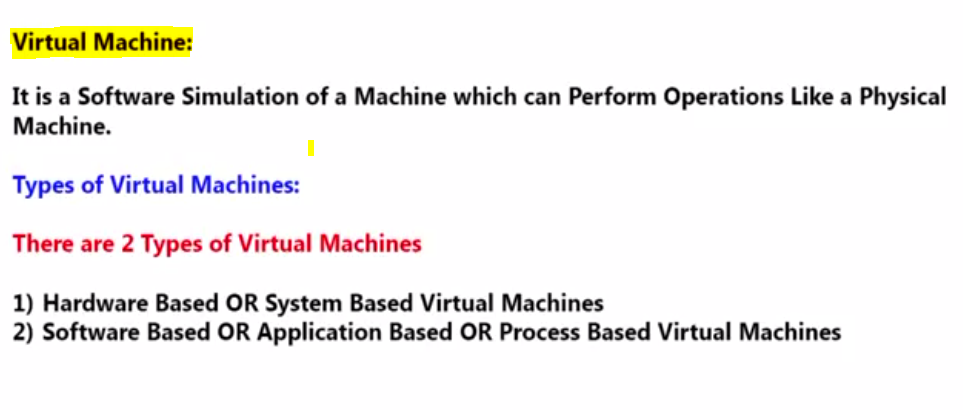 Virtual Machine:
It is a Software Simulation of a Machine which can Perform Operations Like a Physical
Machine.
Types of Virtual Machines:
There are 2 Types of Virtual Machines
1) Hardware Based OR System Based Virtual Machines
2) Software Based OR Application Based OR Process Based Virtual Machines